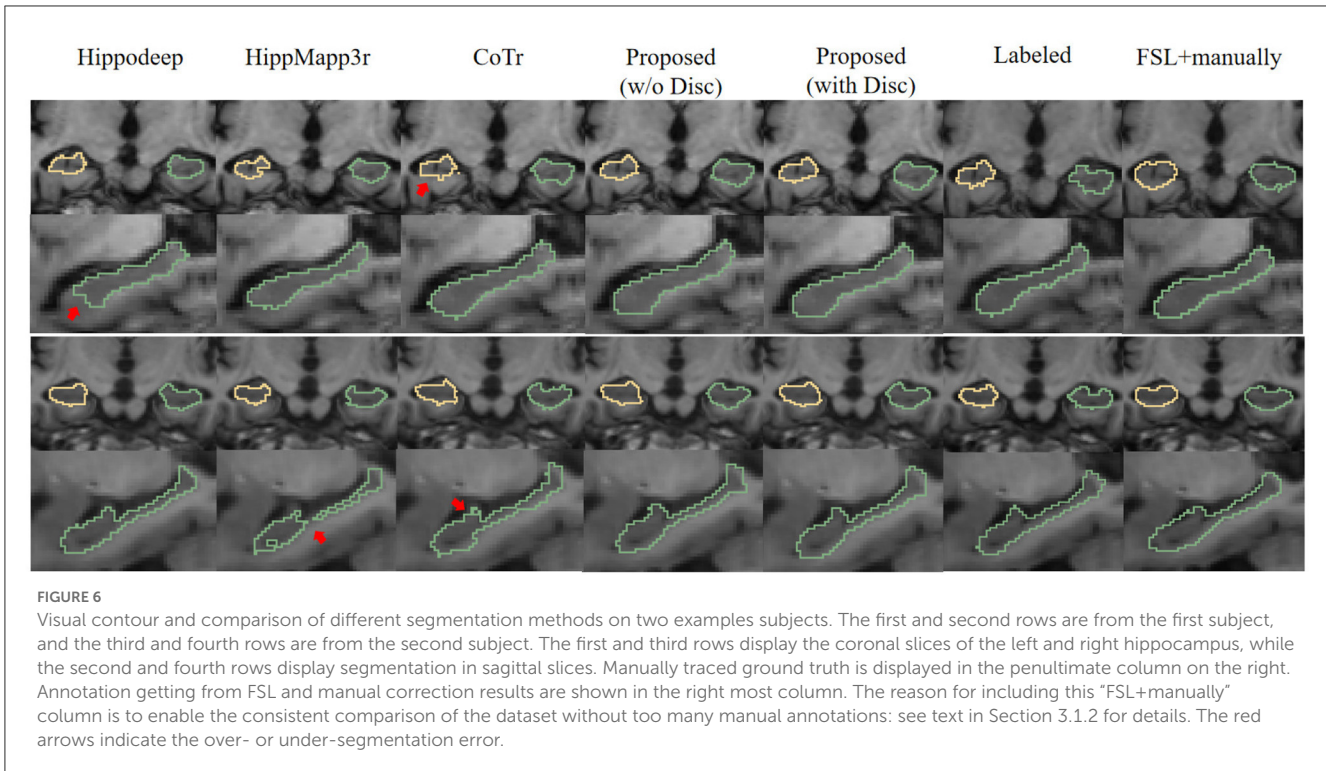 Hippodeep HippMapp3r CoTr Proposed (w/o Disc) Proposed (with Disc) Labeled FSL+manually
FIGURE 6
Visual contour and comparison of different segmentation methods on two examples subjects. The first and second rows are from the first subject,
and the third and fourth rows are from the second subject. The first and third rows display the coronal slices of the left and right hippocampus, while
the second and fourth rows display segmentation in sagittal slices. Manually traced ground truth is displayed in the penultimate column on the right.
Annotation getting from FSL and manual correction results are shown in the right most column. The reason for including this “FSL+manually”
column is to enable the consistent comparison of the dataset without too many manual annotations: see text in Section 3.1.2 for details. The red
arrows indicate the over- or under-segmentation error.